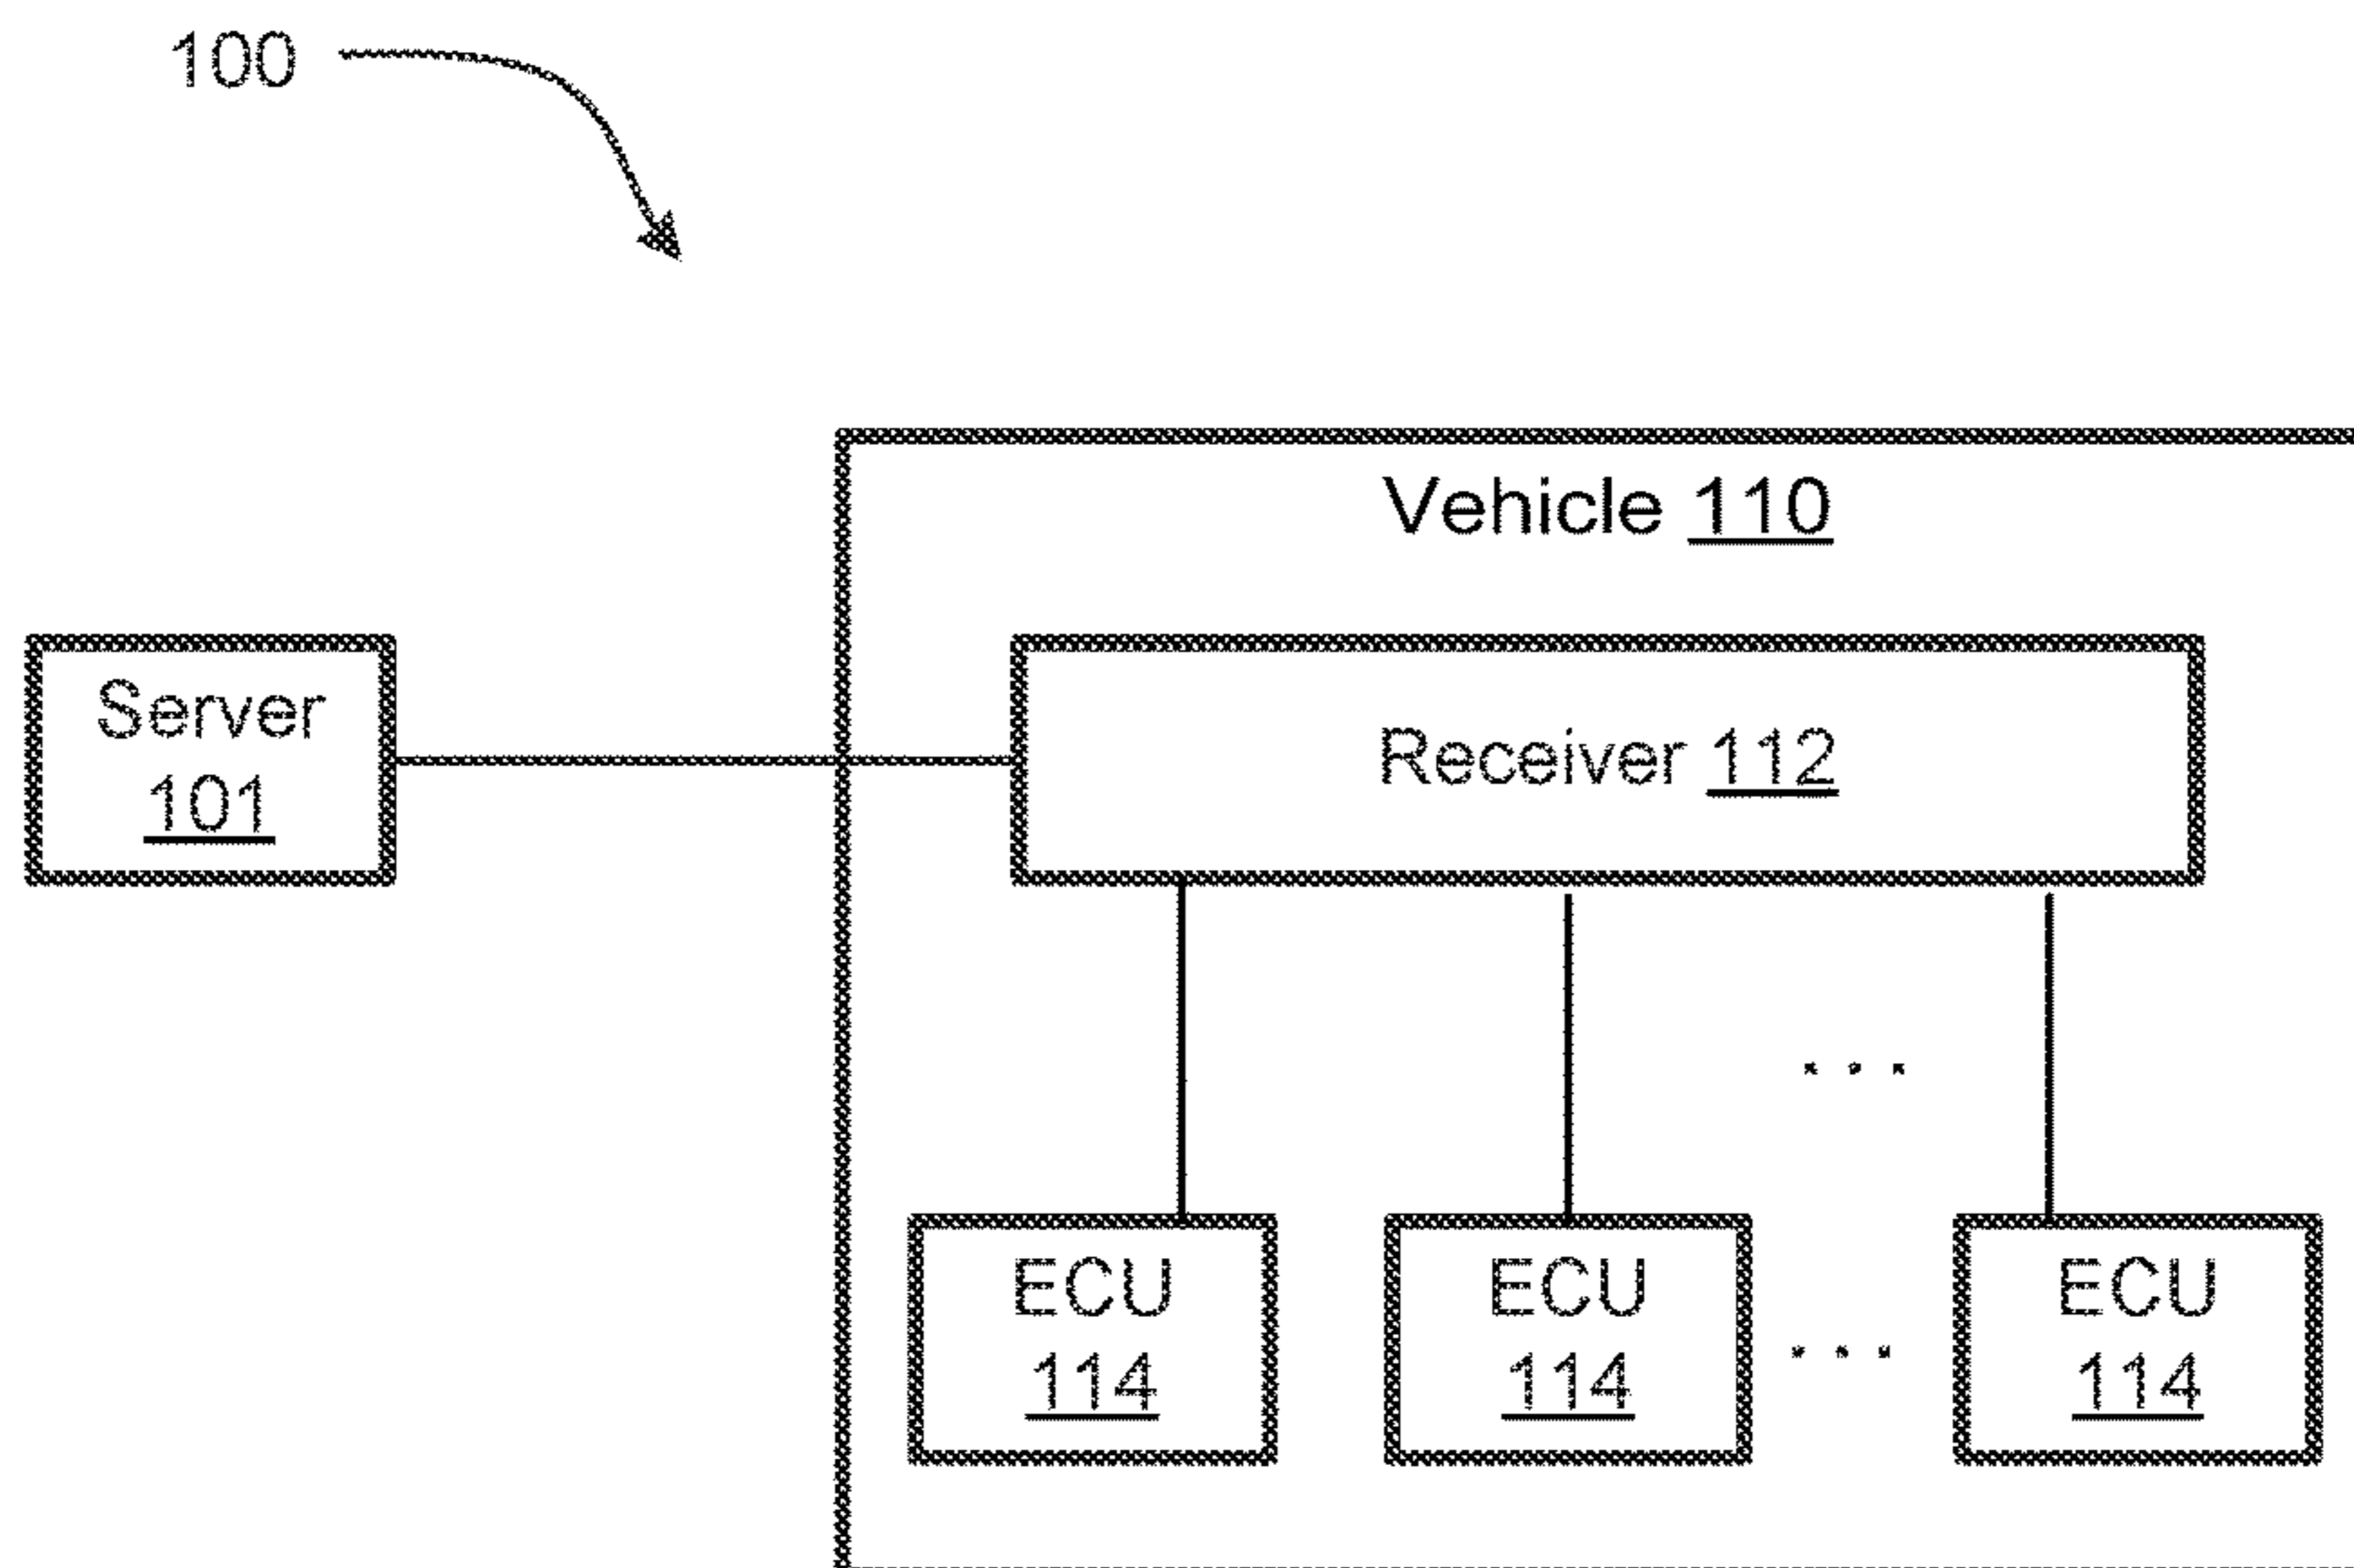 100
Vehicle 110
Server
101
Receiver 112
. . .
ECU
114
ECU
114
. . .
ECU
114